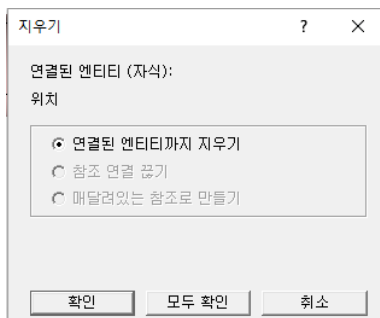 지우기
?
연결된 엔티티 (자식):
위치
연결된 엔티티까지 지우기
참조 연결 끊기
매달려있는 참조로 만들기
확인
모두 확인
취소